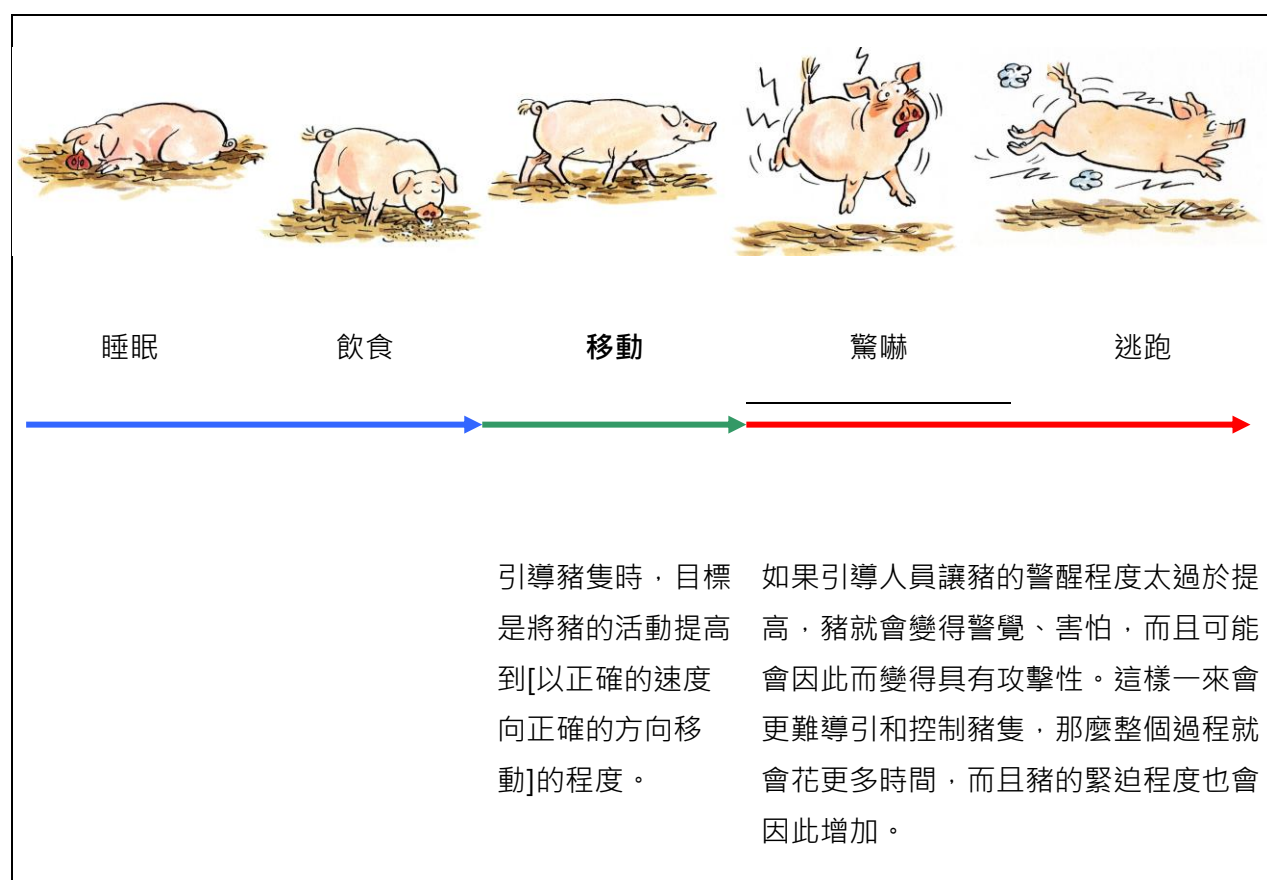 睡眠 飲食 移動 驚嚇 逃跑
引導豬隻時，目標
是將豬的活動提高
到[以正確的速度
向正確的方向移
動]的程度。
如果引導人員讓豬的警醒程度太過於提
高，豬就會變得警覺、害怕，而且可能
會因此而變得具有攻擊性。這樣一來會
更難導引和控制豬隻，那麼整個過程就
會花更多時間，而且豬的緊迫程度也會
因此增加。